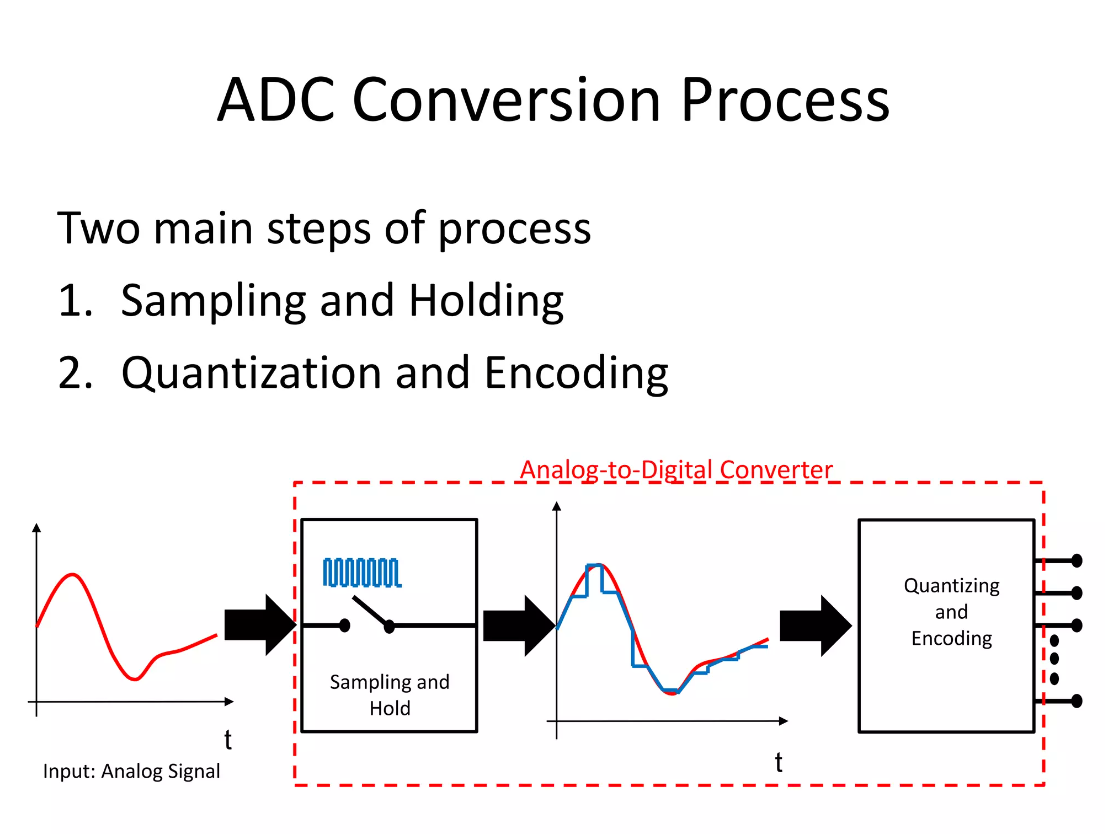 ADC Conversion Process
Two main steps of process
1. Sampling and Holding
2. Quantization and Encoding
Analog-to-Digital Converter
Sampling and
Hold
Quantizing
and
Encoding
t
t
Input: Analog Signal